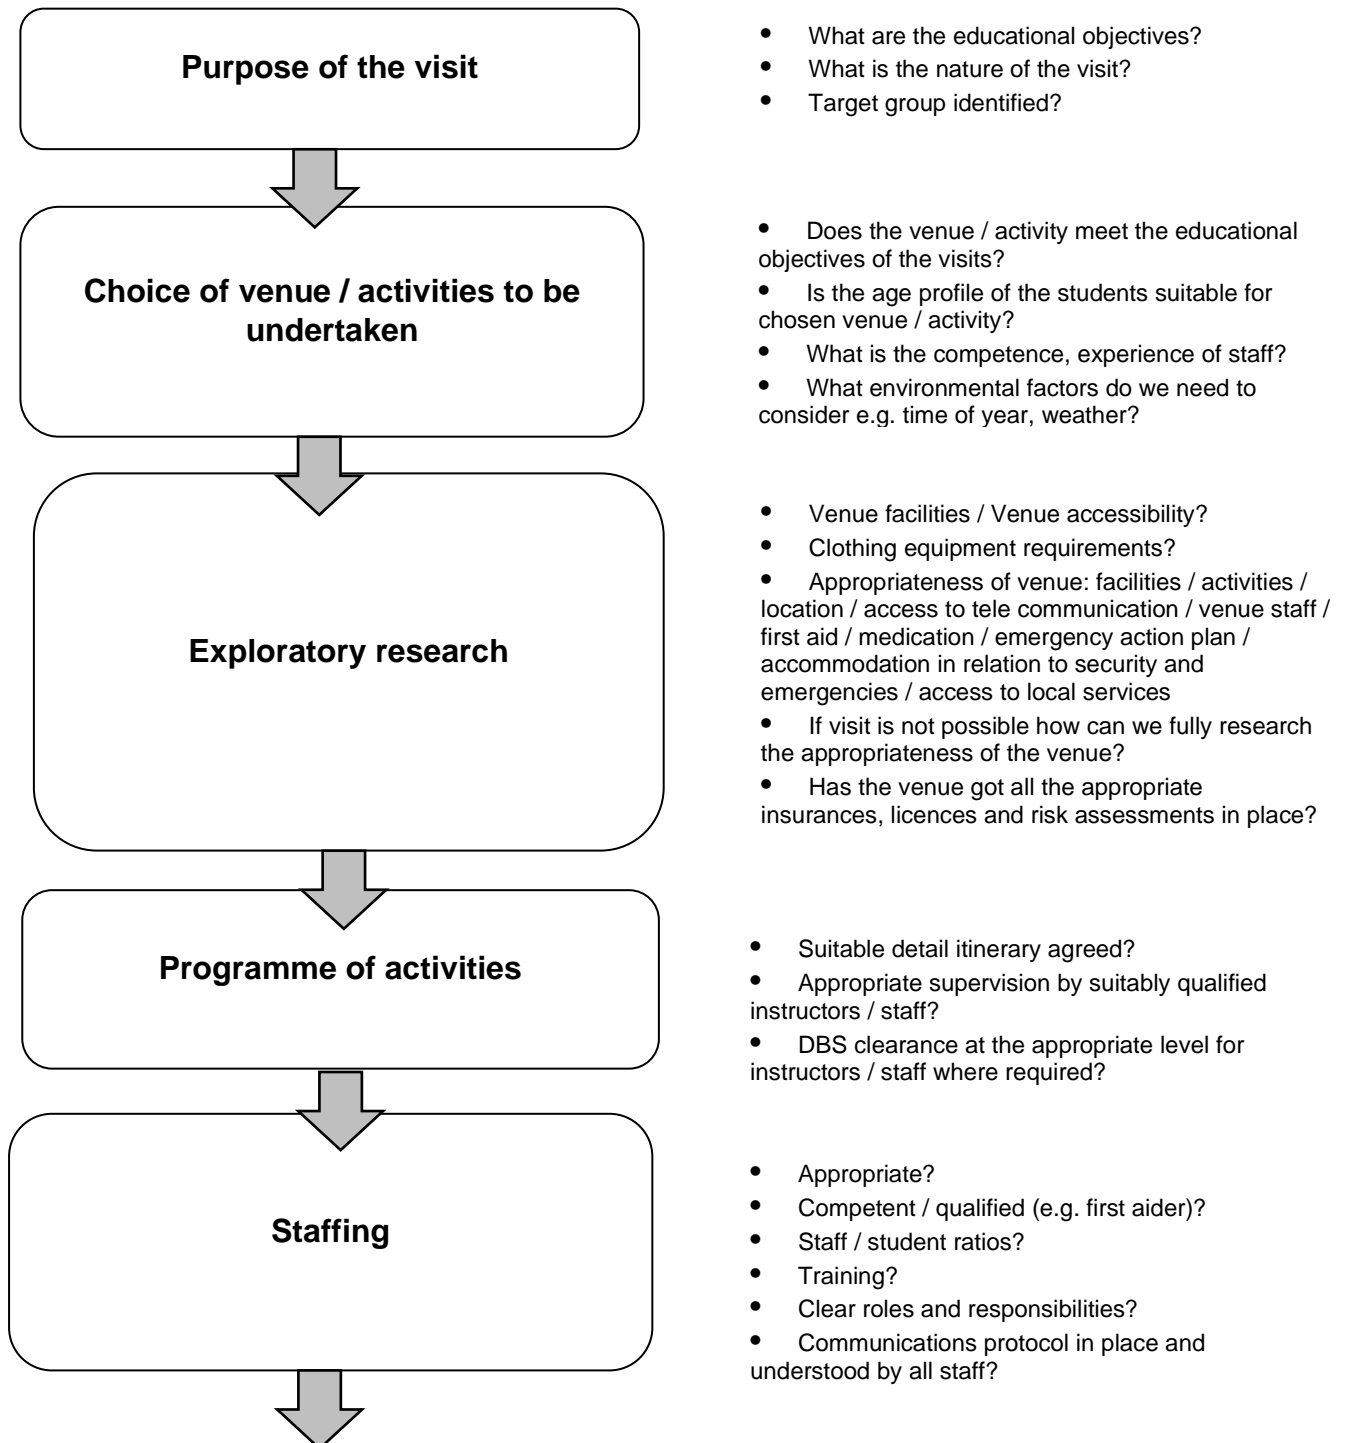 Purpose of the visit
• What are the educational objectives?
• What is the nature of the visit?
• Target group identified?
Choice of venue / activities to be
undertaken
• Does the venue / activity meet the educational
objectives of the visits?
• Is the age profile of the students suitable for
chosen venue / activity?
• What is the competence, experience of staff?
• What environmental factors do we need to
consider e.g. time of year, weather?
Exploratory research
• Venue facilities / Venue accessibility?
• Clothing equipment requirements?
• Appropriateness of venue: facilities / activities /
location / access to tele communication / venue staff /
first aid / medication / emergency action plan /
accommodation in relation to security and
emergencies / access to local services
• If visit is not possible how can we fully research
the appropriateness of the venue?
• Has the venue got all the appropriate
insurances, licences and risk assessments in place?
Programme of activities
• Suitable detail itinerary agreed?
• Appropriate supervision by suitably qualified
instructors / staff?
• DBS clearance at the appropriate level for
instructors / staff where required?
Staffing
• Appropriate?
• Competent / qualified (e.g. first aider)?
• Staff / student ratios?
• Training?
• Clear roles and responsibilities?
• Communications protocol in place and
understood by all staff?